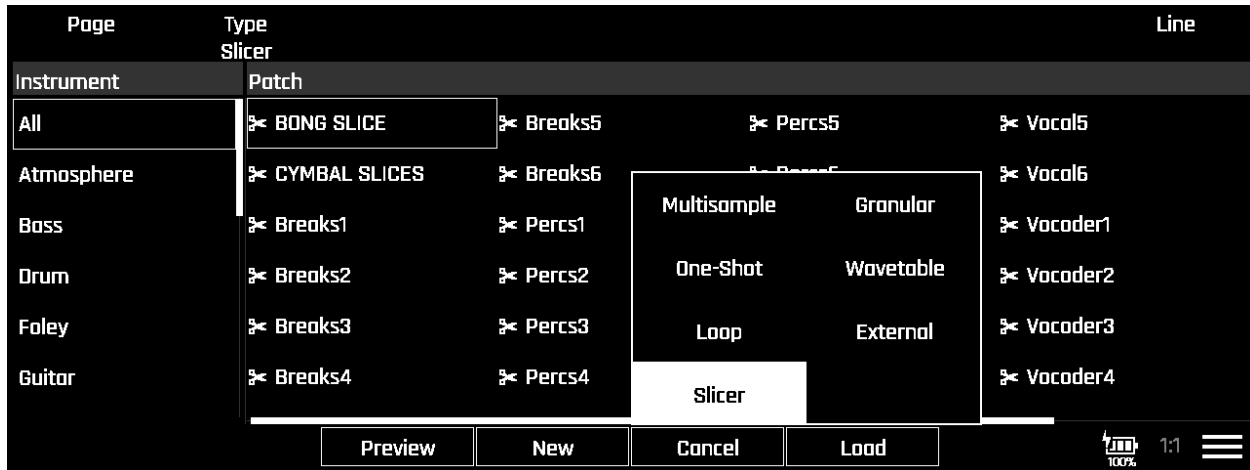 Page Type Line
Slicer
Instrument Patch
All BONG SLICE Breaks5 Percs5 Vocal5
Atmosphere CYMBAL SLICES Breaks6 Vocal6
Multisample Granular
Bass Breaks1 Percs1 Vocoder1
One-Shot Wavetable
Drum Breaks2 Percs2 Vocoder2
Foley Breaks3 Percs3 Loop External Vocoder3
Guitar Breaks4 Percs4 Vocoder4
Slicer
Preview New Cancel Load 1:1
100%